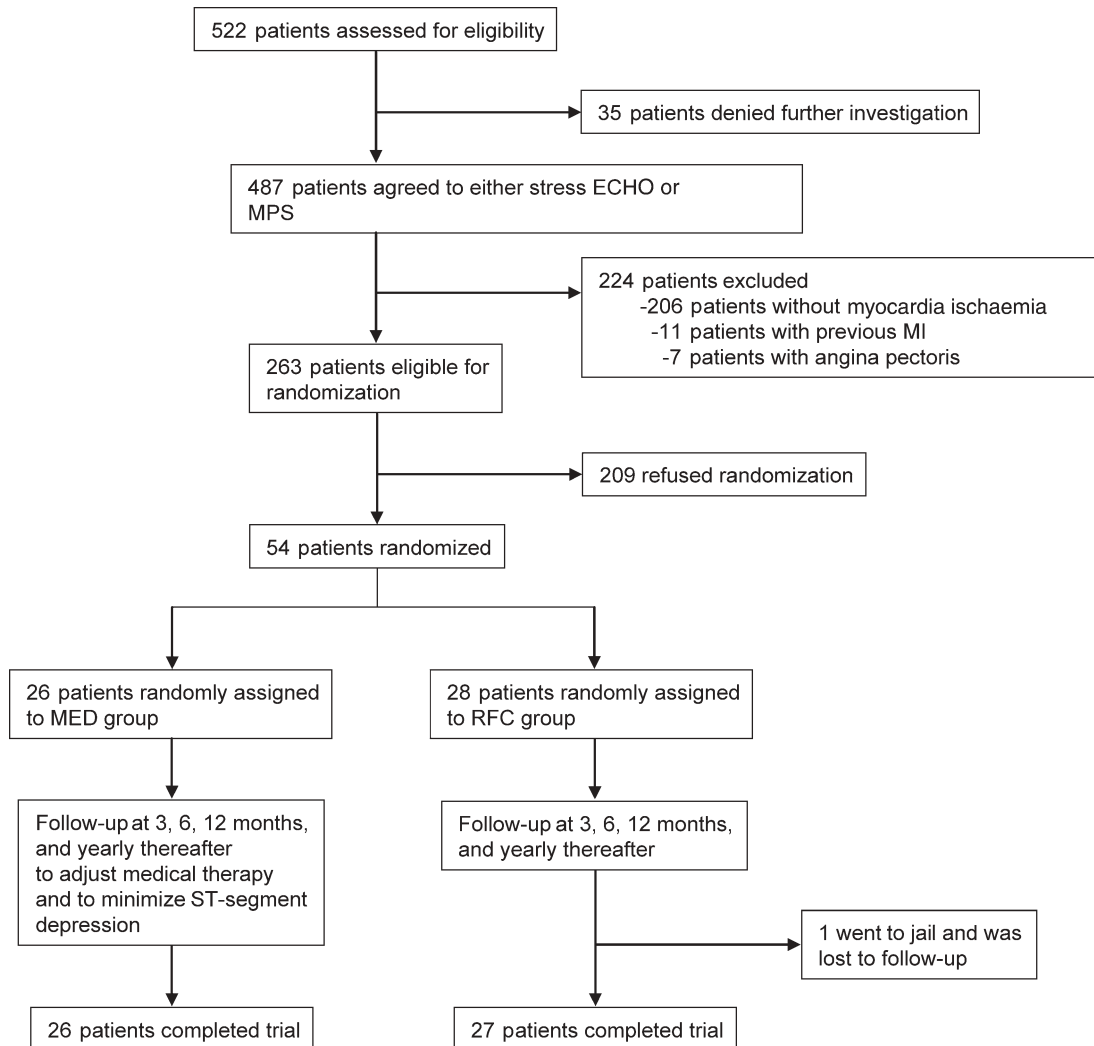 522 patients assessed for eligibility
35 patients denied further investigation
487 patients agreed to either stress ECHO or
MPS
224 patients excluded
-206 patients without myocardia ischaemia
-11 patients with previous MI
-7 patients with angina pectoris
263 patients eligible for
randomization
209 refused randomization
54 patients randomized
26 patients randomly assigned
to MED group
28 patients randomly assigned
to RFC group
Follow-up at 3, 6, 12 months,
and yearly thereafter
to adjust medical therapy
and to minimize ST-segment
depression
Follow-up at 3, 6, 12 months,
and yearly thereafter
1 went to jail and was
lost to follow-up
26 patients completed trial
27 patients completed trial